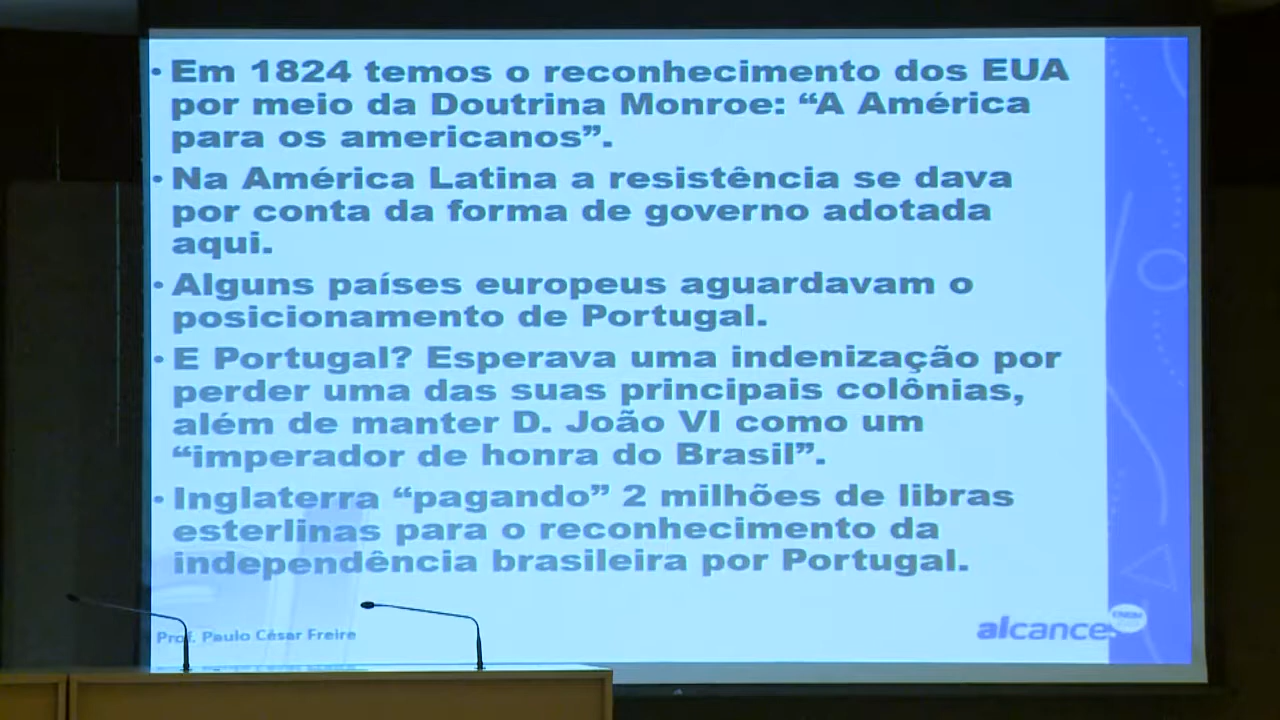 • Em 1824 temos o reconhecimento dos EUA
por meio da Doutrina Monroe: “A América
para os americanos”.
• Na América Latina a resistência se dava
por conta da forma de governo adotada
aqui.
• Alguns países europeus aguardavam o
posicionamento de Portugal.
• E Portugal? Esperava uma indenização por
perder uma das suas principais colônias,
além de manter D. João VI como um
“imperador de honra do Brasil”.
• Inglaterra “pagando” 2 milhões de libras
esterlinas para o reconhecimento da
independência brasileira por Portugal.
Prof. Paulo César Freire
alcance